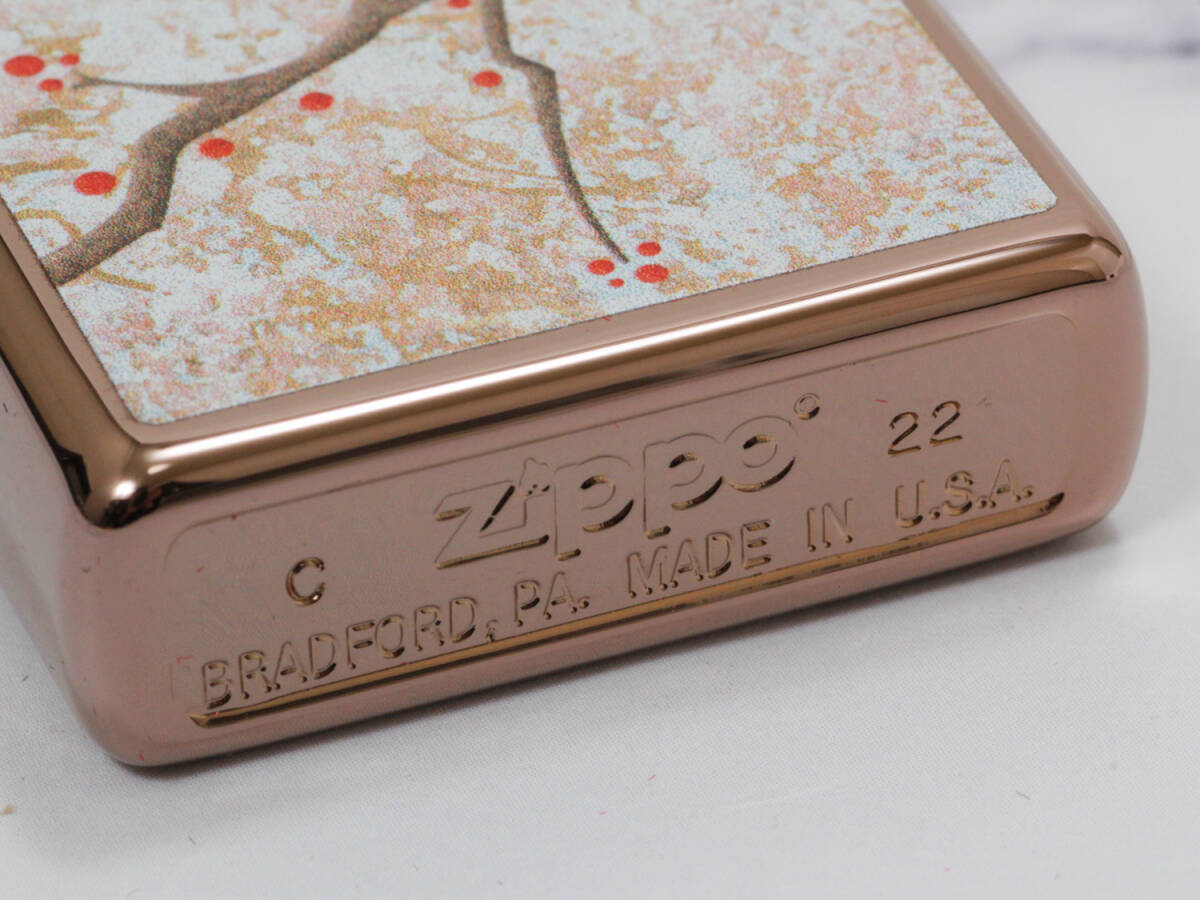 C Zippo® 22
BRADFORD, PA. MADE IN U.S.A.